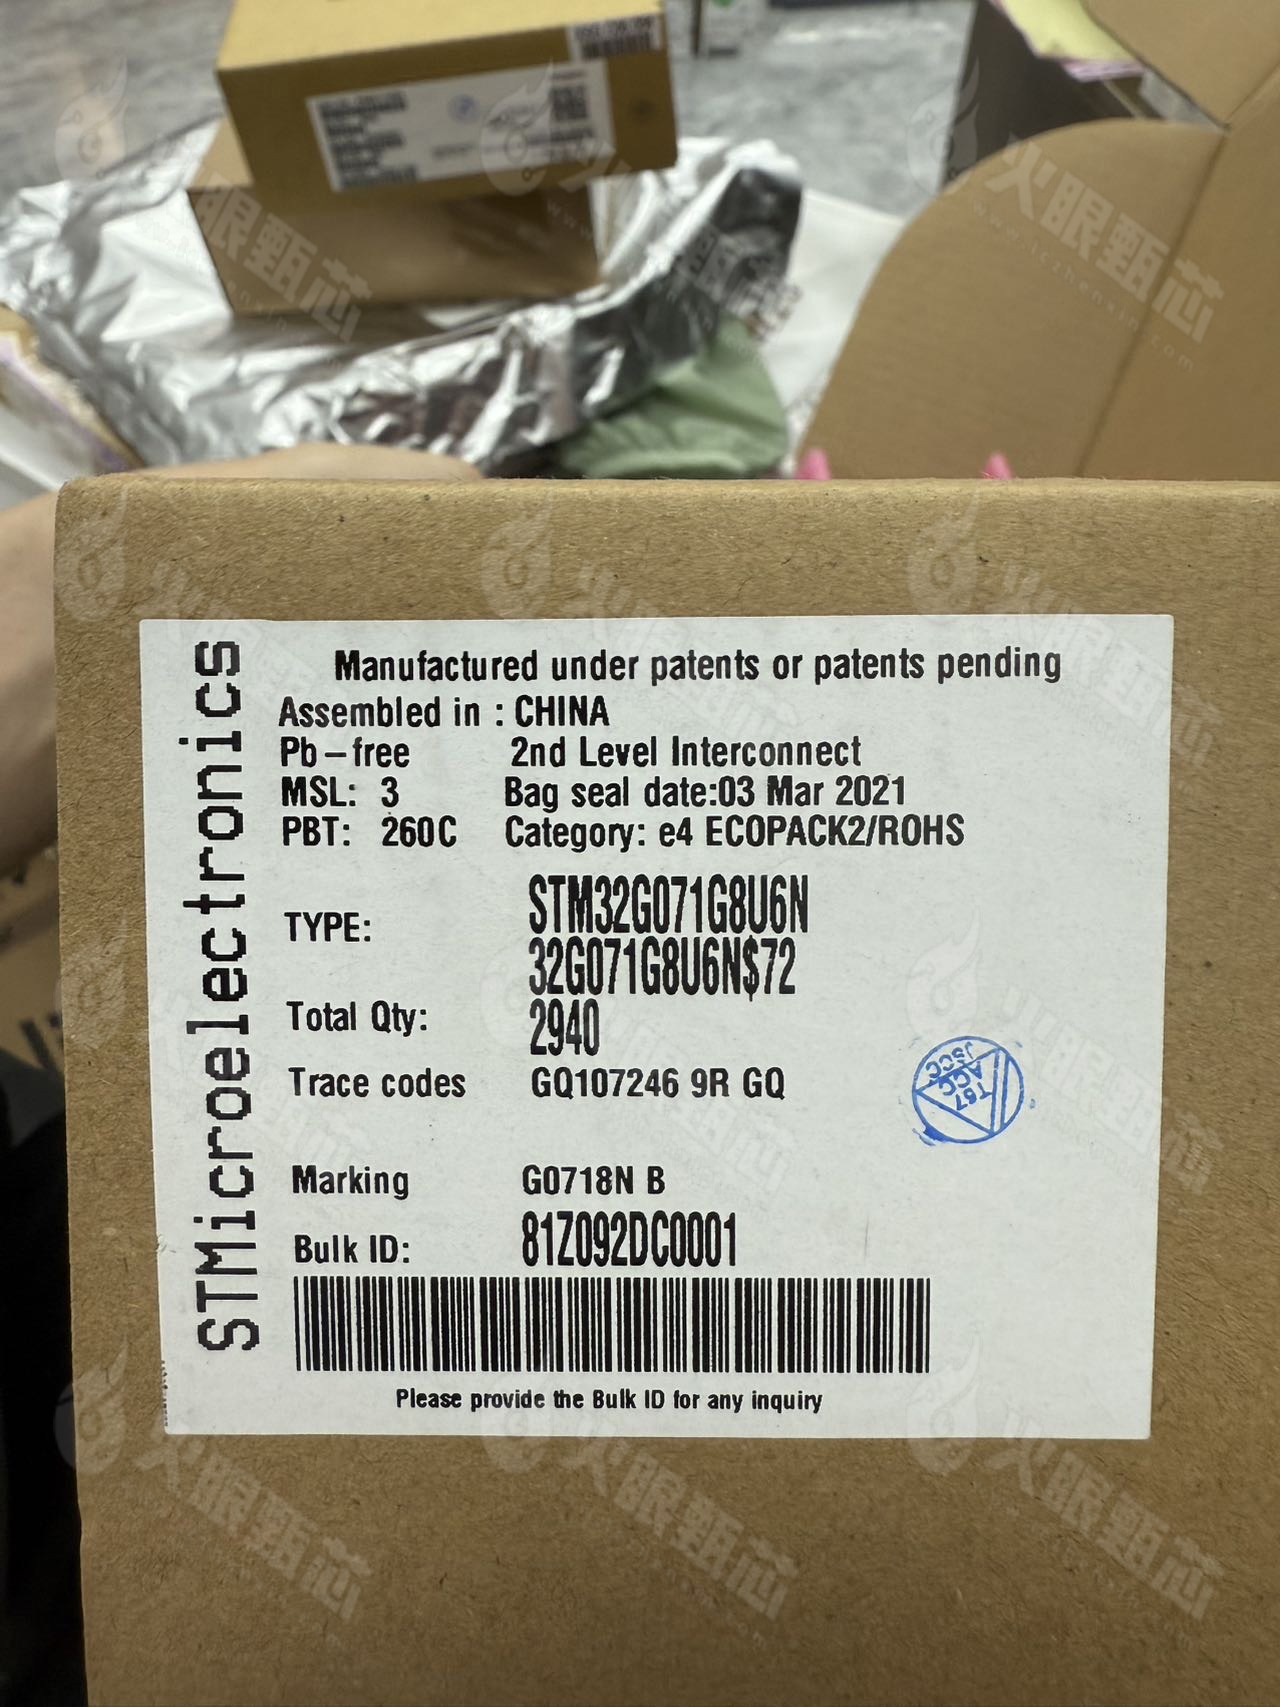 STMicroelectronics
Manufactured under patents or patents pending
Assembled in : CHINA
Pb-free 2nd Level Interconnect
MSL: 3 Bag seal date:03 Mar 2021
PBT: 260C Category: e4 ECOPACK2/ROHS
TYPE: STM32G071G8U6N
32G071G8U6N$72
Total Qty: 2940
Trace codes GQ107246 9R GQ
JSCC
ACC
T67
Marking G0718N B
Bulk ID: 81Z092DC0001
Please provide the Bulk ID for any inquiry
火眼甄芯